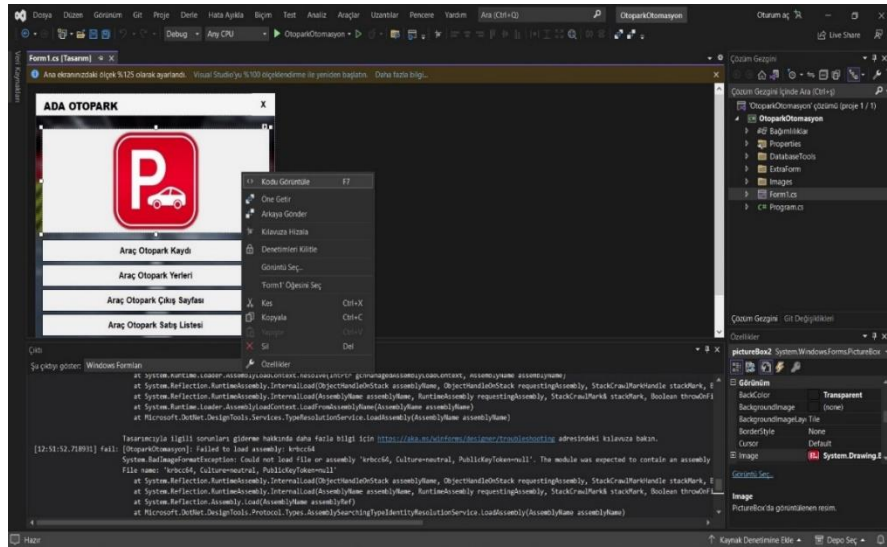 Dosya Düzen Görünüm Git Proje Derle Hata Ayıkla Biçim Test Analiz Araçlar Uzantılar Pencere Yardım Ara (Ctrl+Q) OtoparkOtomasyon Oturum aç
Debug Any CPU OtoparkOtomasyon Live Share
Veri Kaynakları
Form1.cs [Tasarım]
Ana ekranınızdaki ölçek %125 olarak ayarlandı. Visual Studio'yu %100 ölçeklendirme ile yeniden başlatın. Daha fazla bilgi...
ADA OTOPARK X
P
Araç Otopark Kaydı
Araç Otopark Yerleri
Araç Otopark Çıkış Sayfası
Araç Otopark Satış Listesi
Kodu Görüntüle F7
Öne Getir
Arkaya Gönder
Kılavuza Hizala
Denetimleri Kilitle
Görüntü Seç...
'Form1' Öğesini Seç
Kes Ctrl+X
Kopyala Ctrl+C
Yapıştır Ctrl+V
Sil Del
Özellikler
Çıktı
Şu çıktıyı göster: Windows Formları
at System.Runtime.Loader.AssemblyLoadContext.
at System.Reflection.RuntimeAssembly.InternalLoad(ObjectHandleOnStack assemblyName, ObjectHandleOnStack requestingAssembly, StackCrawlMarkHandle stackMark,
at System.Reflection.RuntimeAssembly.InternalLoad(AssemblyName assemblyName, RuntimeAssembly requestingAssembly, StackCrawlMark& stackMark, Boolean throwOnFi
at System.Runtime.Loader.AssemblyLoadContext.LoadFromAssemblyName(AssemblyName assemblyName)
at Microsoft.DotNet.DesignTools.Services.TypeResolutionService.LoadAssembly(AssemblyName assemblyName)
Tasarımcıyla ilgili sorunları giderme hakkında daha fazla bilgi için https://aka.ms/winforms/designer/troubleshooting adresindeki kılavuza bakın.
[12:51:52.718931] fail: [OtoparkOtomasyon]: Failed to load assembly: krbcc64
System.BadImageFormatException: Could not load file or assembly 'krbcc64, Culture=neutral, PublicKeyToken=null'. The module was expected to contain an assembly
File name: 'krbcc64, Culture=neutral, PublicKeyToken=null'
at System.Reflection.RuntimeAssembly.InternalLoad(ObjectHandleOnStack assemblyName, ObjectHandleOnStack requestingAssembly, StackCrawlMarkHandle stackMark,
at System.Reflection.RuntimeAssembly.InternalLoad(AssemblyName assemblyName, RuntimeAssembly requestingAssembly, StackCrawlMark& stackMark, Boolean throwOnFi
at System.Reflection.Assembly.Load(AssemblyName assemblyRef)
at Microsoft.DotNet.DesignTools.Protocol.Types.AssemblySearchingTypeIdentityResolutionService.LoadAssembly(AssemblyName assemblyName)
Çözüm Gezgini
Çözüm Gezgini içinde Ara (Ctrl+ş)
'OtoparkOtomasyon' çözümü (proje 1 / 1)
OtoparkOtomasyon
Bağımlılıklar
Properties
DatabaseTools
ExtraForm
Images
Form1.cs
C# Program.cs
Çözüm Gezgini Git Değişiklikleri
Özellikler
pictureBox2 System.Windows.Forms.PictureBox
Görünüm
BackColor Transparent
BackgroundImage (none)
BackgroundImageLayı Tile
BorderStyle None
Cursor Default
Image System.Drawing.B
Görüntü Seç...
Image
PictureBox'da görüntülenen resim.
Hazır Kaynak Denetimine Ekle Depo Seç